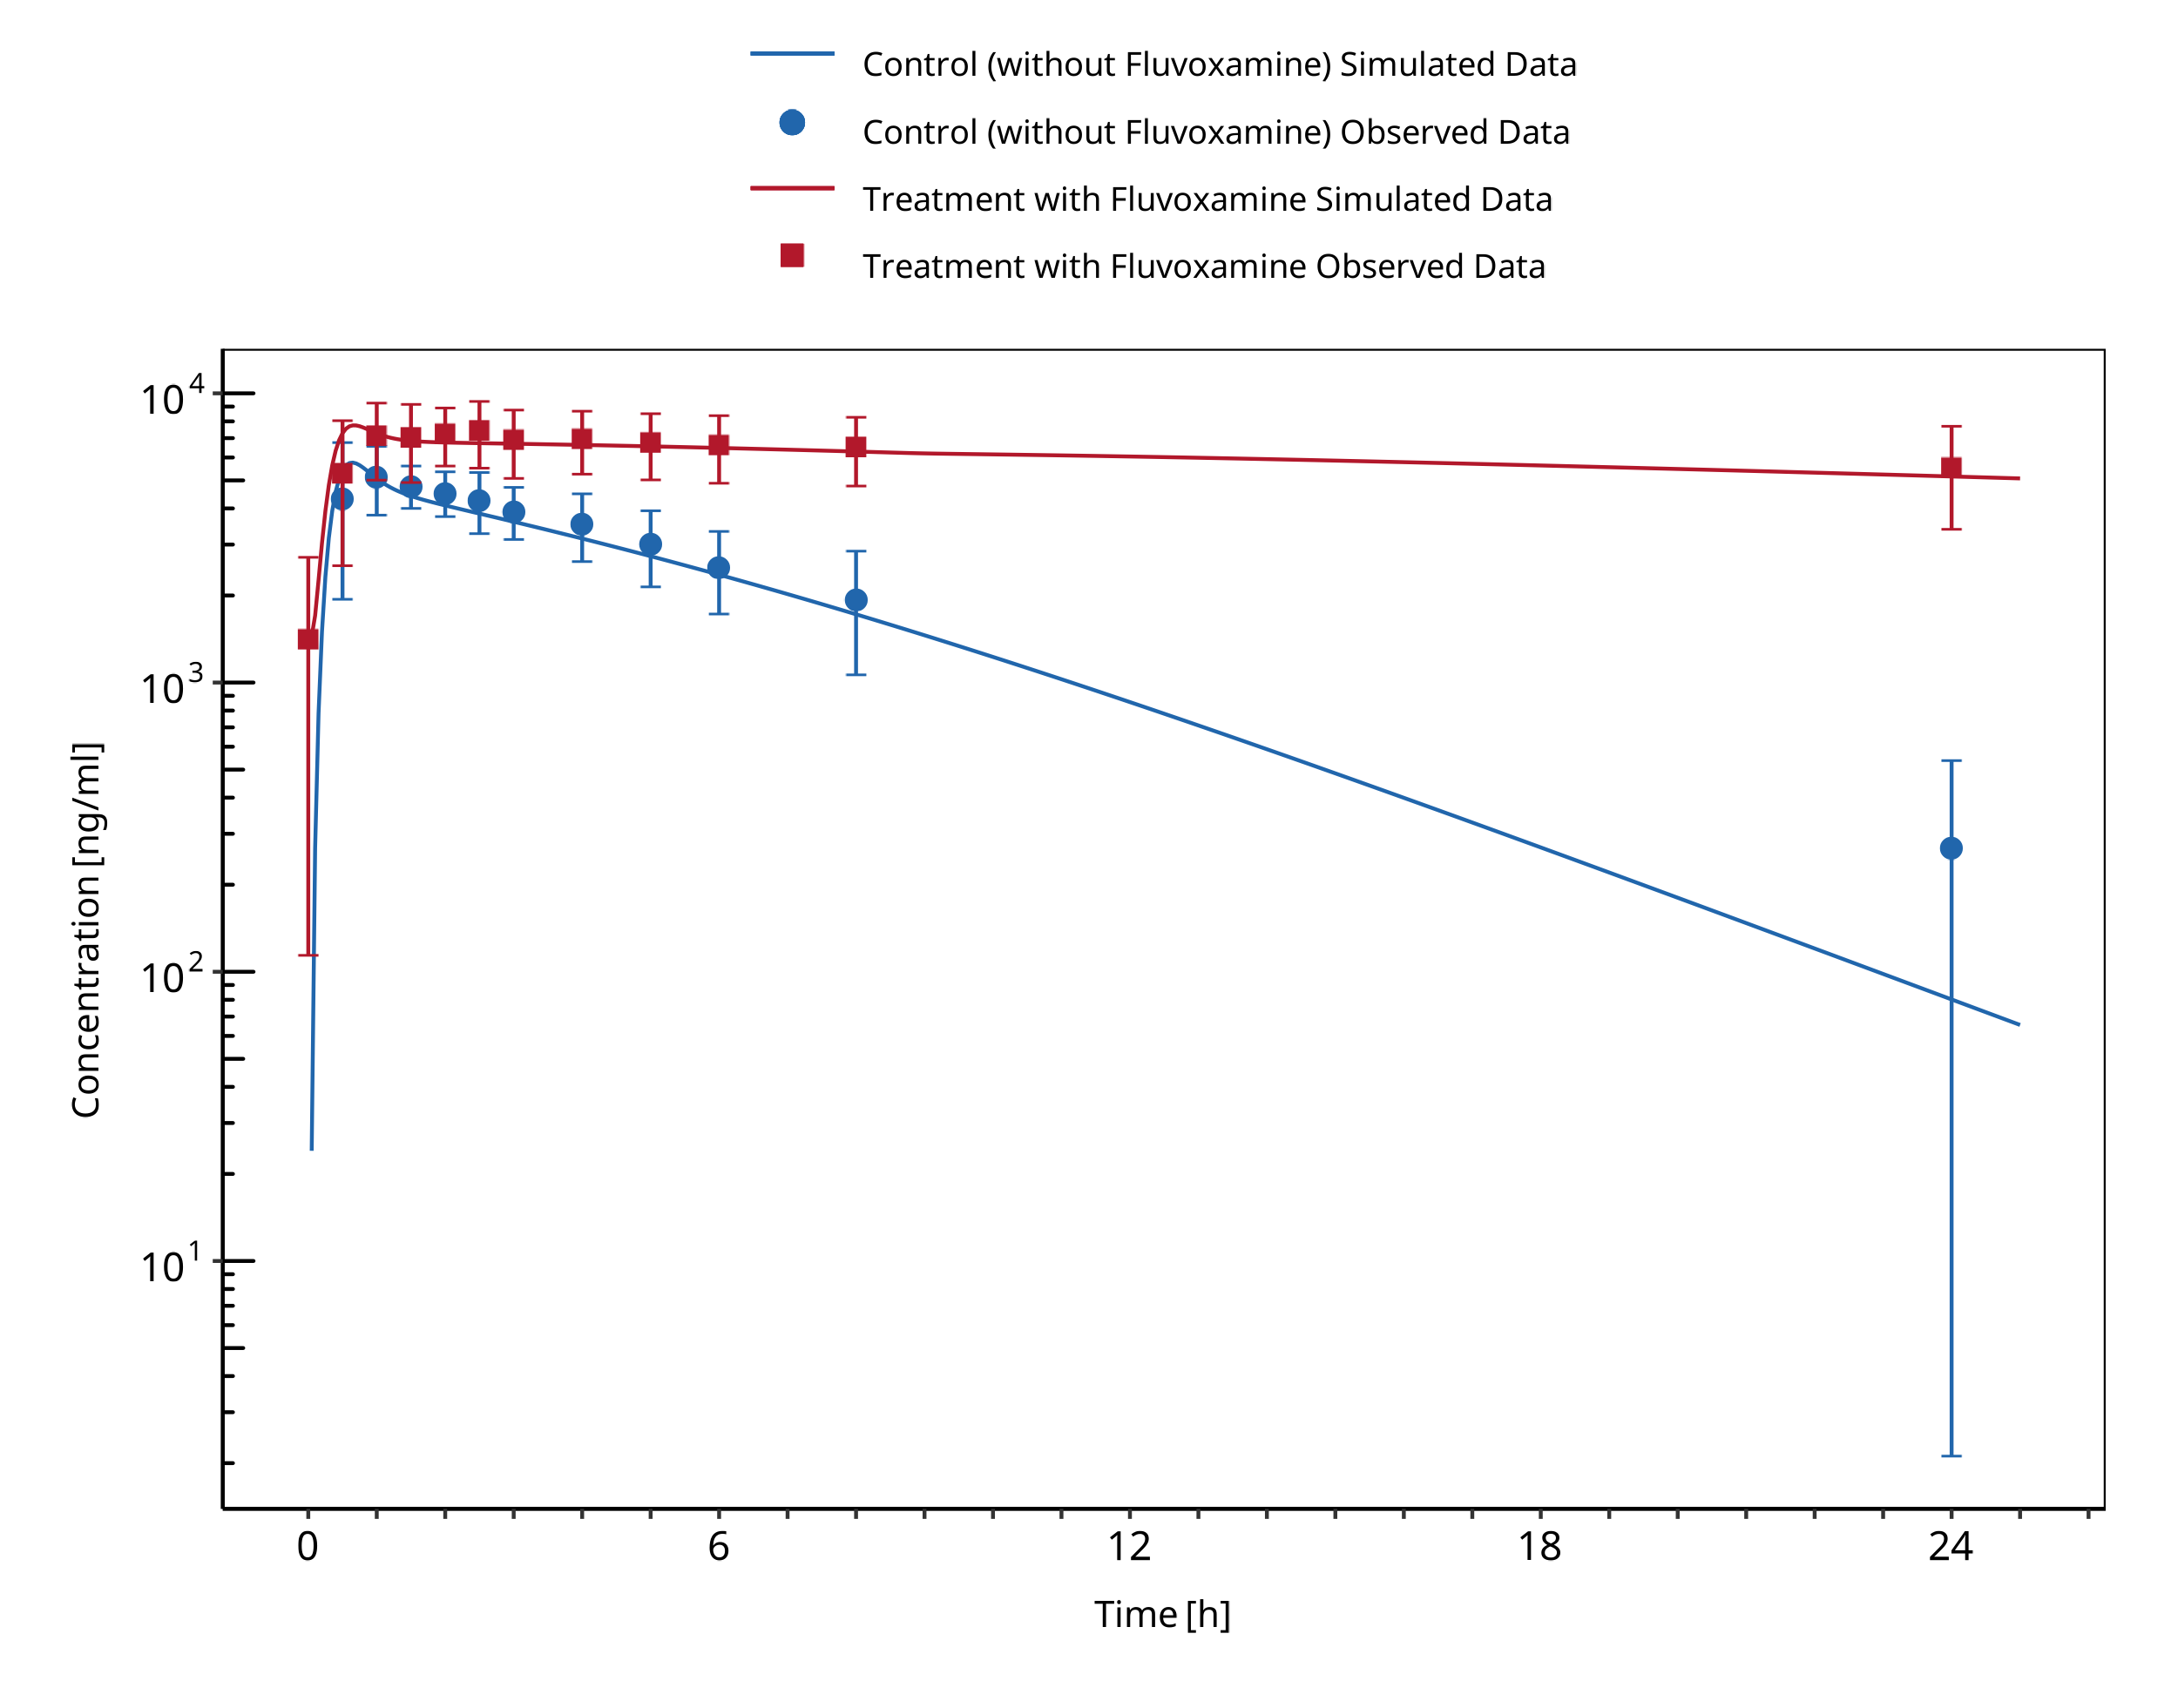 Control (without Fluvoxamine) Simulated Data
Control (without Fluvoxamine) Observed Data
Treatment with Fluvoxamine Simulated Data
Treatment with Fluvoxamine Observed Data
10⁴
10³
10²
10¹
Concentration [ng/ml]
0 6 12 18 24
Time [h]